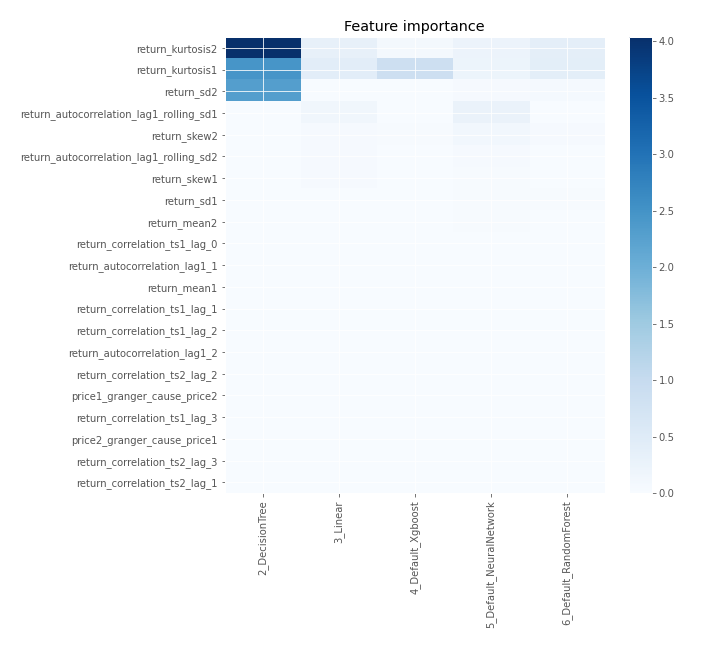 Feature importance
return_kurtosis2
return_kurtosis1
return_sd2
return_autocorrelation_lag1_rolling_sd1
return_skew2
return_autocorrelation_lag1_rolling_sd2
return_skew1
return_sd1
return_mean2
return_correlation_ts1_lag_0
return_autocorrelation_lag1_1
return_mean1
return_correlation_ts1_lag_1
return_correlation_ts1_lag_2
return_autocorrelation_lag1_2
return_correlation_ts2_lag_2
price1_granger_cause_price2
return_correlation_ts1_lag_3
price2_granger_cause_price1
return_correlation_ts2_lag_3
return_correlation_ts2_lag_1
2_DecisionTree
3_Linear
4_Default_Xgboost
5_Default_NeuralNetwork
6_Default_RandomForest
4.0
3.5
3.0
2.5
2.0
1.5
1.0
0.5
0.0